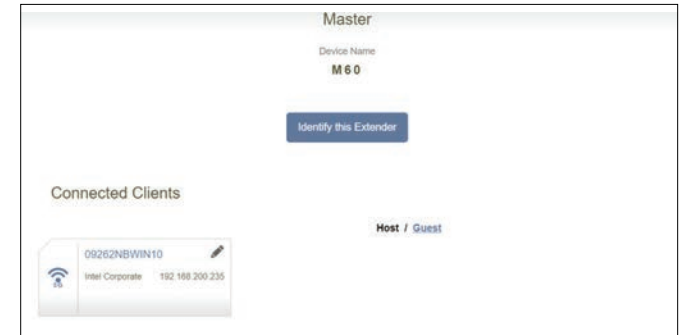 Master
Device Name
M60
Identify this Extender
Connected Clients
Host / Guest
09262NBWIN10
Intel Corporate 192.168.200.235